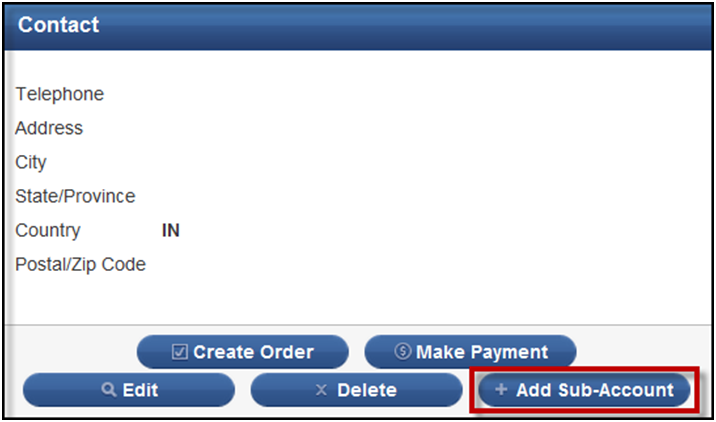 Contact
Telephone
Address
City
State/Province
Country IN
Postal/Zip Code
Create Order Make Payment
Edit Delete Add Sub-Account